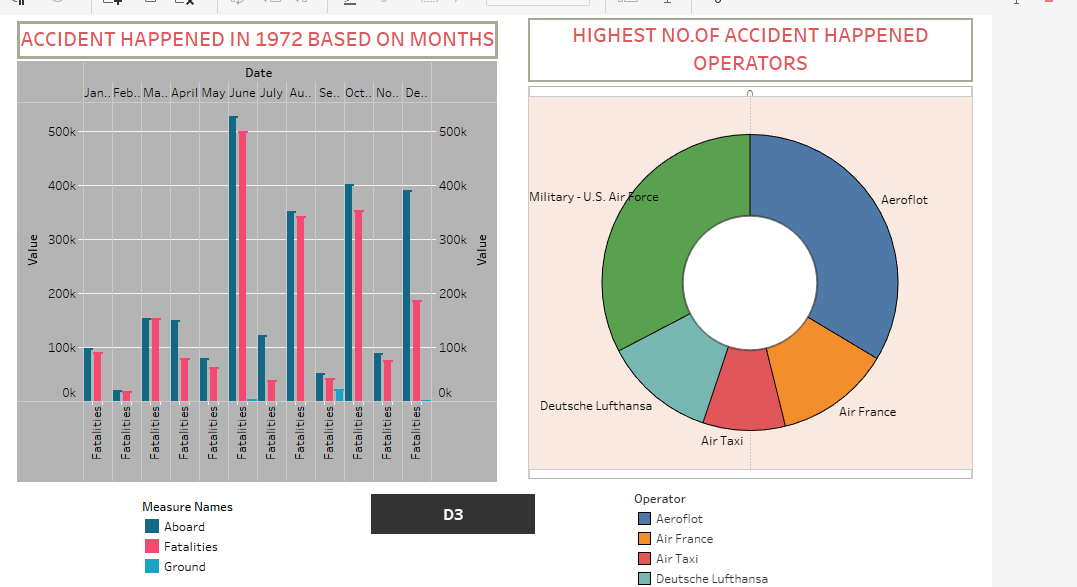 ACCIDENT HAPPENED IN 1972 BASED ON MONTHS
Date
Jan.. Feb.. Ma.. April May June July Au.. Se.. Oct.. No.. De..
500k 500k
400k 400k
300k 300k
200k 200k
100k 100k
0k 0k
Value
Value
Fatalities Fatalities Fatalities Fatalities Fatalities Fatalities Fatalities Fatalities Fatalities Fatalities Fatalities Fatalities
Measure Names
Aboard
Fatalities
Ground
D3
HIGHEST NO.OF ACCIDENT HAPPENED
OPERATORS
Military - U.S. Air Force
Aeroflot
Deutsche Lufthansa
Air France
Air Taxi
Operator
Aeroflot
Air France
Air Taxi
Deutsche Lufthansa